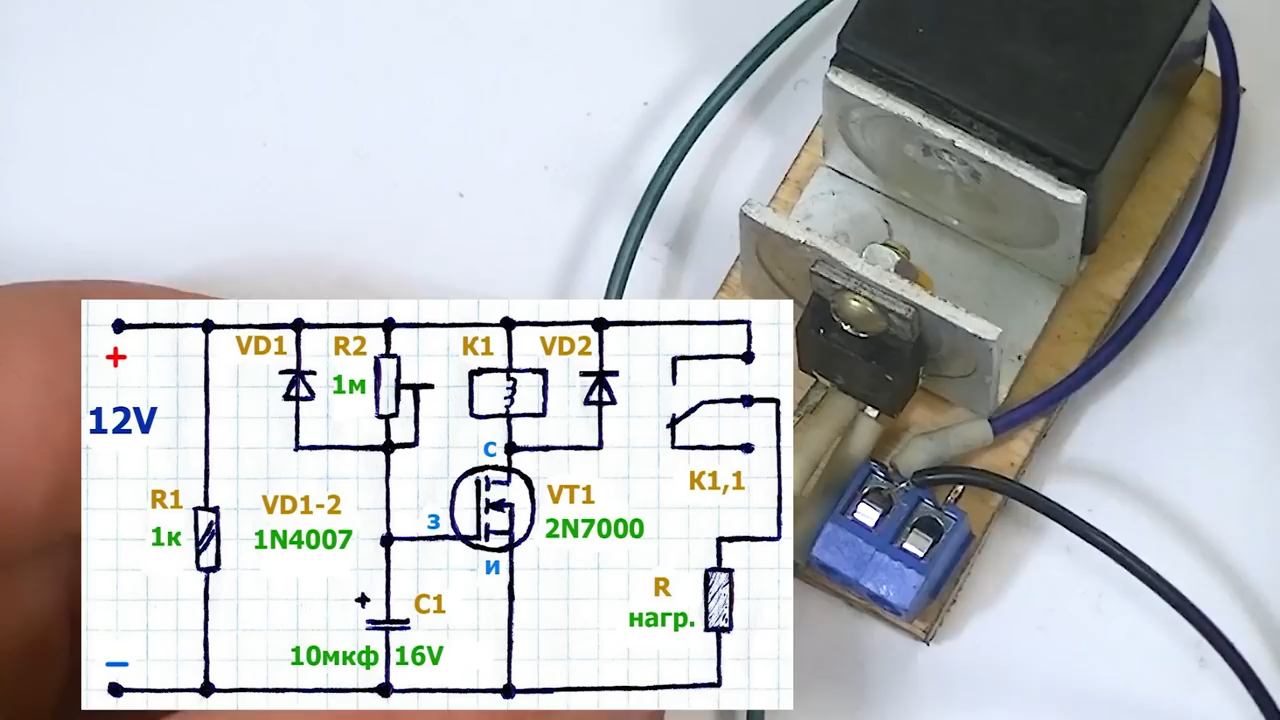 +
12V
−
R1
1к
VD1
R2
1м
K1
VD2
VD1-2
1N4007
с
з
и
VT1
2N7000
K1,1
+
C1
10мкф 16V
R
нагр.